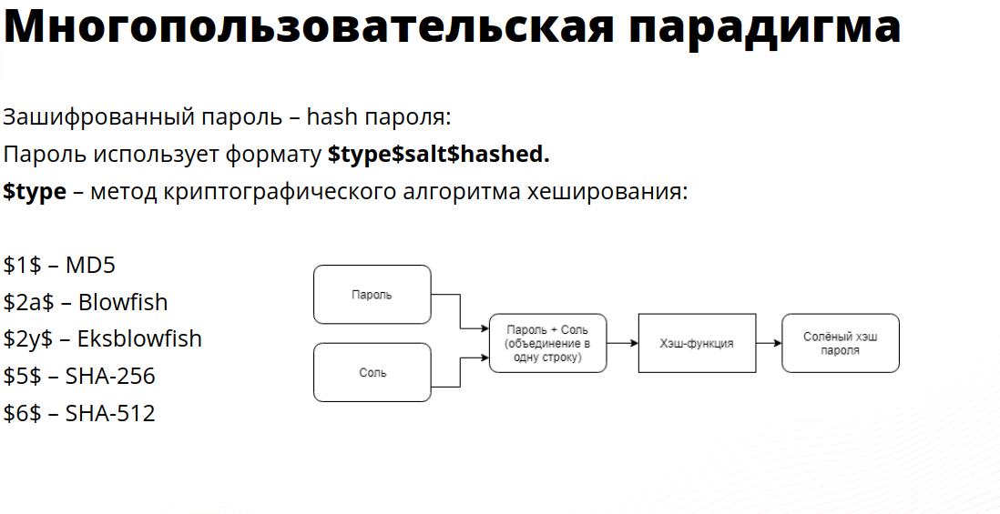 Многопользовательская парадигма
Зашифрованный пароль – hash пароля:
Пароль использует формату $type$salt$hashed.
$type – метод криптографического алгоритма хеширования:
$1$ – MD5
$2a$ – Blowfish
$2y$ – Eksblowfish
$5$ – SHA-256
$6$ – SHA-512
Пароль
Соль
Пароль + Соль
(объединение в
одну строку)
Хэш-функция
Солёный хэш
пароля